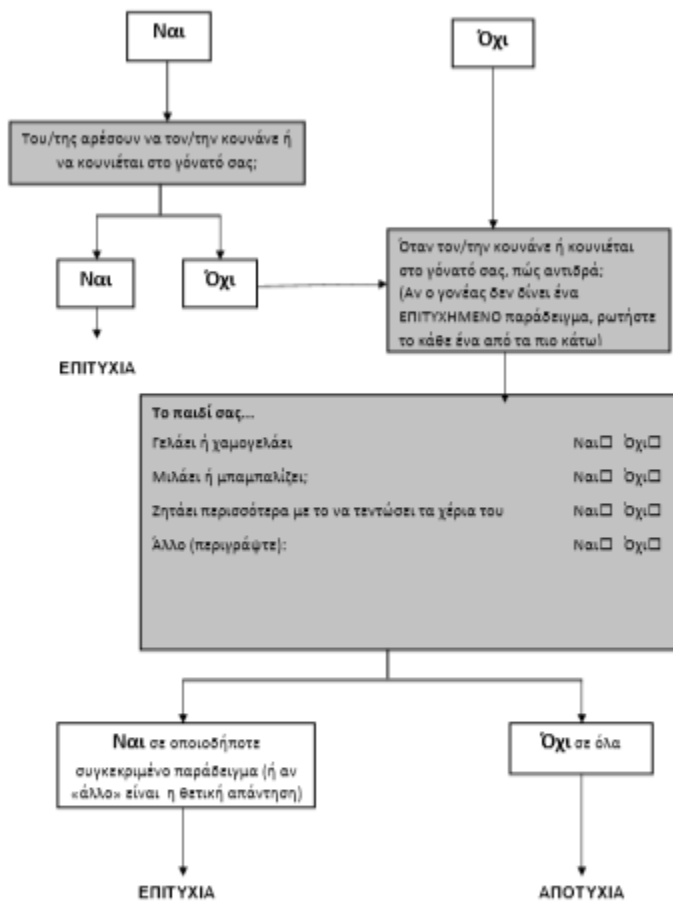 Ναι
Όχι
Του/της αρέσουν να τον/την κουνάνε ή
να κουνιέται στο γόνατό σας;
Ναι
Όχι
Όταν τον/την κουνάνε ή κουνιέται
στο γόνατό σας, πώς αντιδρά;
(Αν ο γονέας δεν δίνει ένα
ΕΠΙΤΥΧΗΜΕΝΟ παράδειγμα, ρωτήστε
το κάθε ένα από τα πιο κάτω)
ΕΠΙΤΥΧΙΑ
Το παιδί σας...
Γελάει ή χαμογελάει Ναι☐ Όχι☐
Μιλάει ή μπαμπαλίζει; Ναι☐ Όχι☐
Ζητάει περισσότερα με το να τεντώσει τα χέρια του Ναι☐ Όχι☐
Άλλο (περιγράψτε): Ναι☐ Όχι☐
Ναι σε οποιοδήποτε
συγκεκριμένο παράδειγμα (ή αν
«άλλο» είναι η θετική απάντηση)
Όχι σε όλα
ΕΠΙΤΥΧΙΑ
ΑΠΟΤΥΧΙΑ